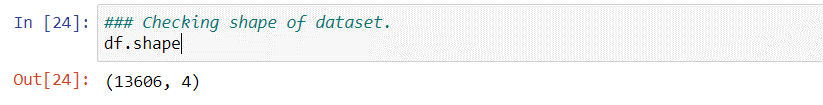 In [24]: ### Checking shape of dataset.
df.shape
Out[24]: (13606, 4)